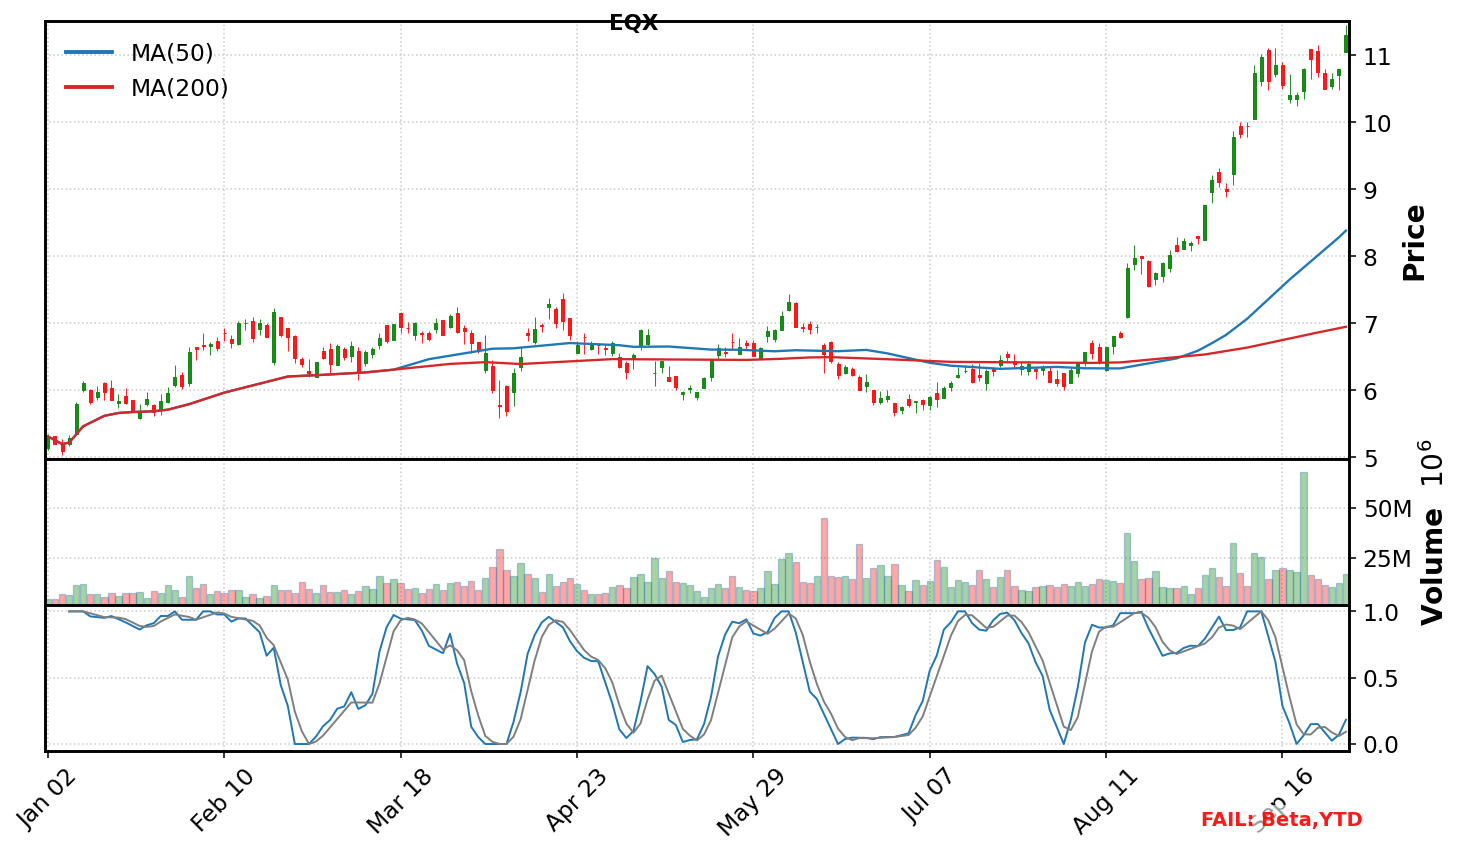 EQX
MA(50)
MA(200)
11
10
9
8
7
6
5
Price
50M
25M
Volume 10^6
1.0
0.5
0.0
Jan 02
Feb 10
Mar 18
Apr 23
May 29
Jul 07
Aug 11
Sep 16
FAIL: Beta,YTD